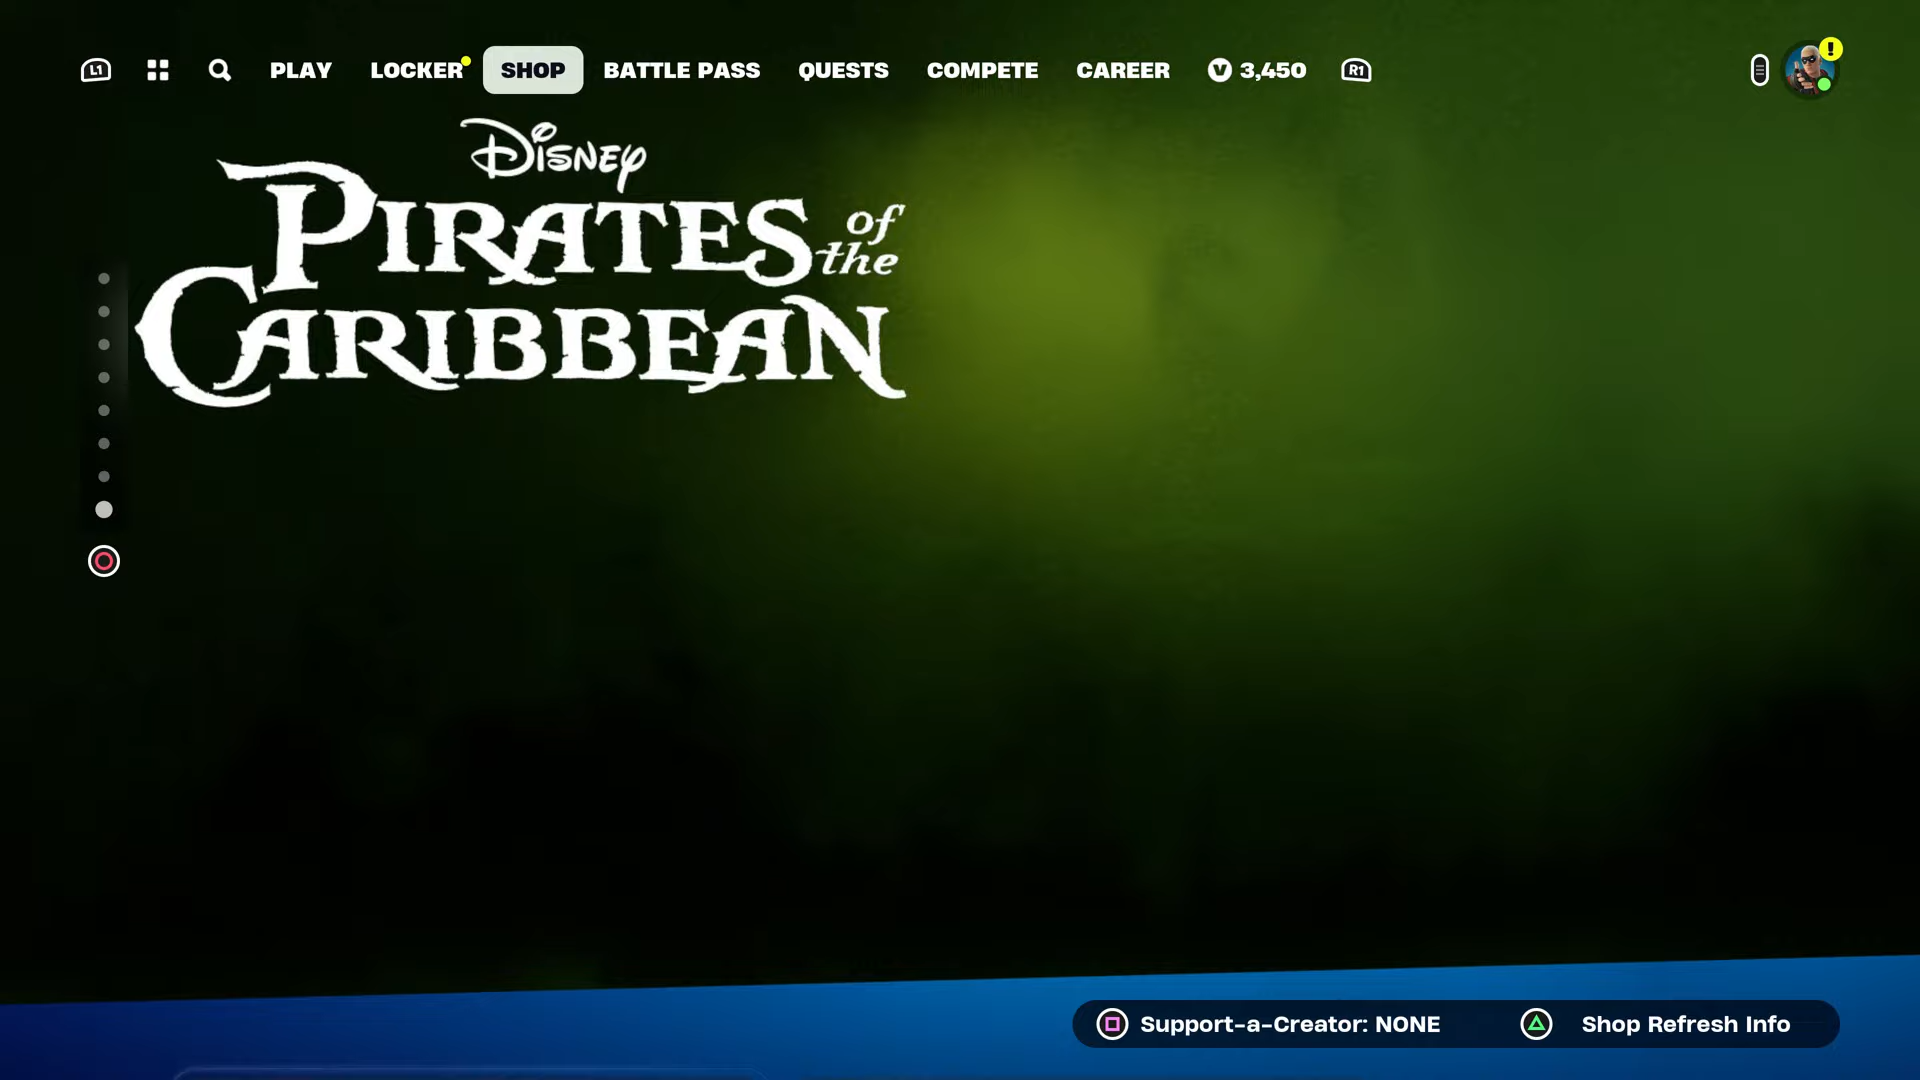 L1 PLAY LOCKER SHOP BATTLE PASS QUESTS COMPETE CAREER V 3,450 R1 !
Disney
PIRATES of the
CARIBBEAN
Support-a-Creator: NONE Shop Refresh Info